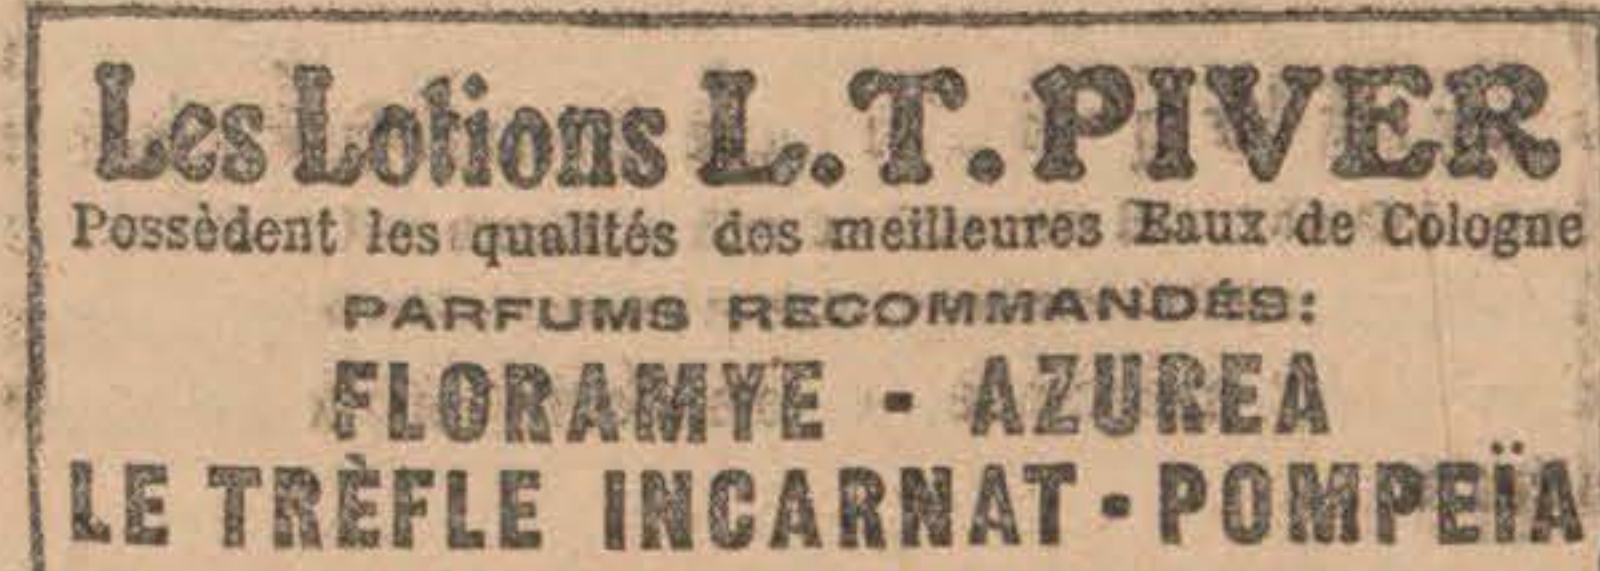 Les Lotions L. T. PIVER
Possèdent les qualités des meilleures Eaux de Cologne
PARFUMS RECOMMANDÉS:
FLORAMYE - AZUREA
LE TRÈFLE INCARNAT - POMPEÏA